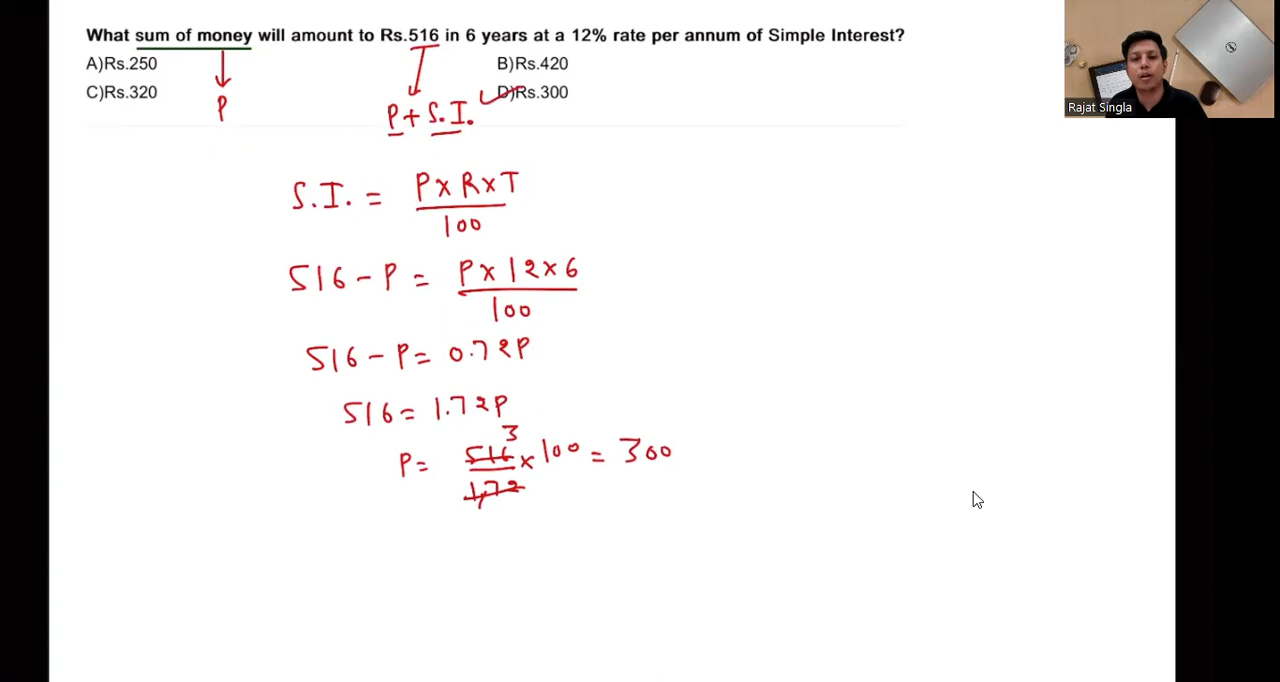 What sum of money will amount to Rs.516 in 6 years at a 12% rate per annum of Simple Interest?
A)Rs.250 B)Rs.420
C)Rs.320 D)Rs.300
P P + S.I.
S.I. = P x R x T / 100
516 - P = P x 12 x 6 / 100
516 - P = 0.72P
516 = 1.72P
3
P = 516 / 1.72 x 100 = 300
Rajat Singla